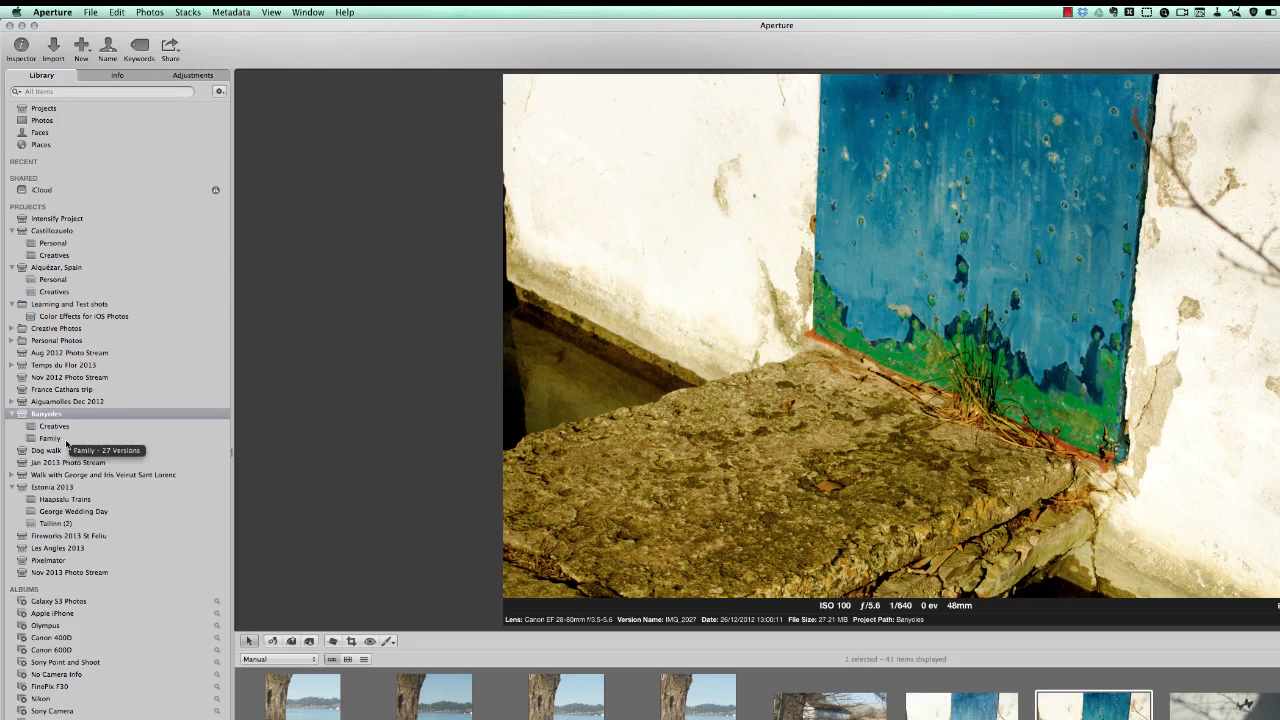 Aperture File Edit Photos Stacks Metadata View Window Help
Aperture
Inspector Import New Name Keywords Share
Library Info Adjustments
All Items
Projects
Photos
Faces
Places
RECENT
SHARED
iCloud
PROJECTS
Intensify Project
Castillozuelo
Personal
Creatives
Alquézar, Spain
Personal
Creatives
Learning and Test shots
Color Effects for iOS Photos
Creative Photos
Personal Photos
Aug 2012 Photo Stream
Temps du Flor 2013
Nov 2012 Photo Stream
France Cathars trip
Aiguamolles Dec 2012
Banyoles
Creatives
Family
Dog walk
Family - 27 Versions
Jan 2013 Photo Stream
Walk with George and Iris Veinat Sant Lorenc
Estonia 2013
Haapsalu Trains
George Wedding Day
Tallinn (2)
Fireworks 2013 St Feliu
Les Angles 2013
Pixelmator
Nov 2013 Photo Stream
ALBUMS
Galaxy S3 Photos
Apple iPhone
Olympus
Canon 400D
Canon 600D
Sony Point and Shoot
No Camera Info
FinePix F30
Nikon
Sony Camera
ISO 100 ƒ/5.6 1/640 0 ev 48mm
Lens: Canon EF 28-80mm f/3.5-5.6 Version Name: IMG_2027 Date: 26/12/2012 13:00:11 File Size: 27.21 MB Project Path: Banyoles
Manual
1 selected - 45 items displayed